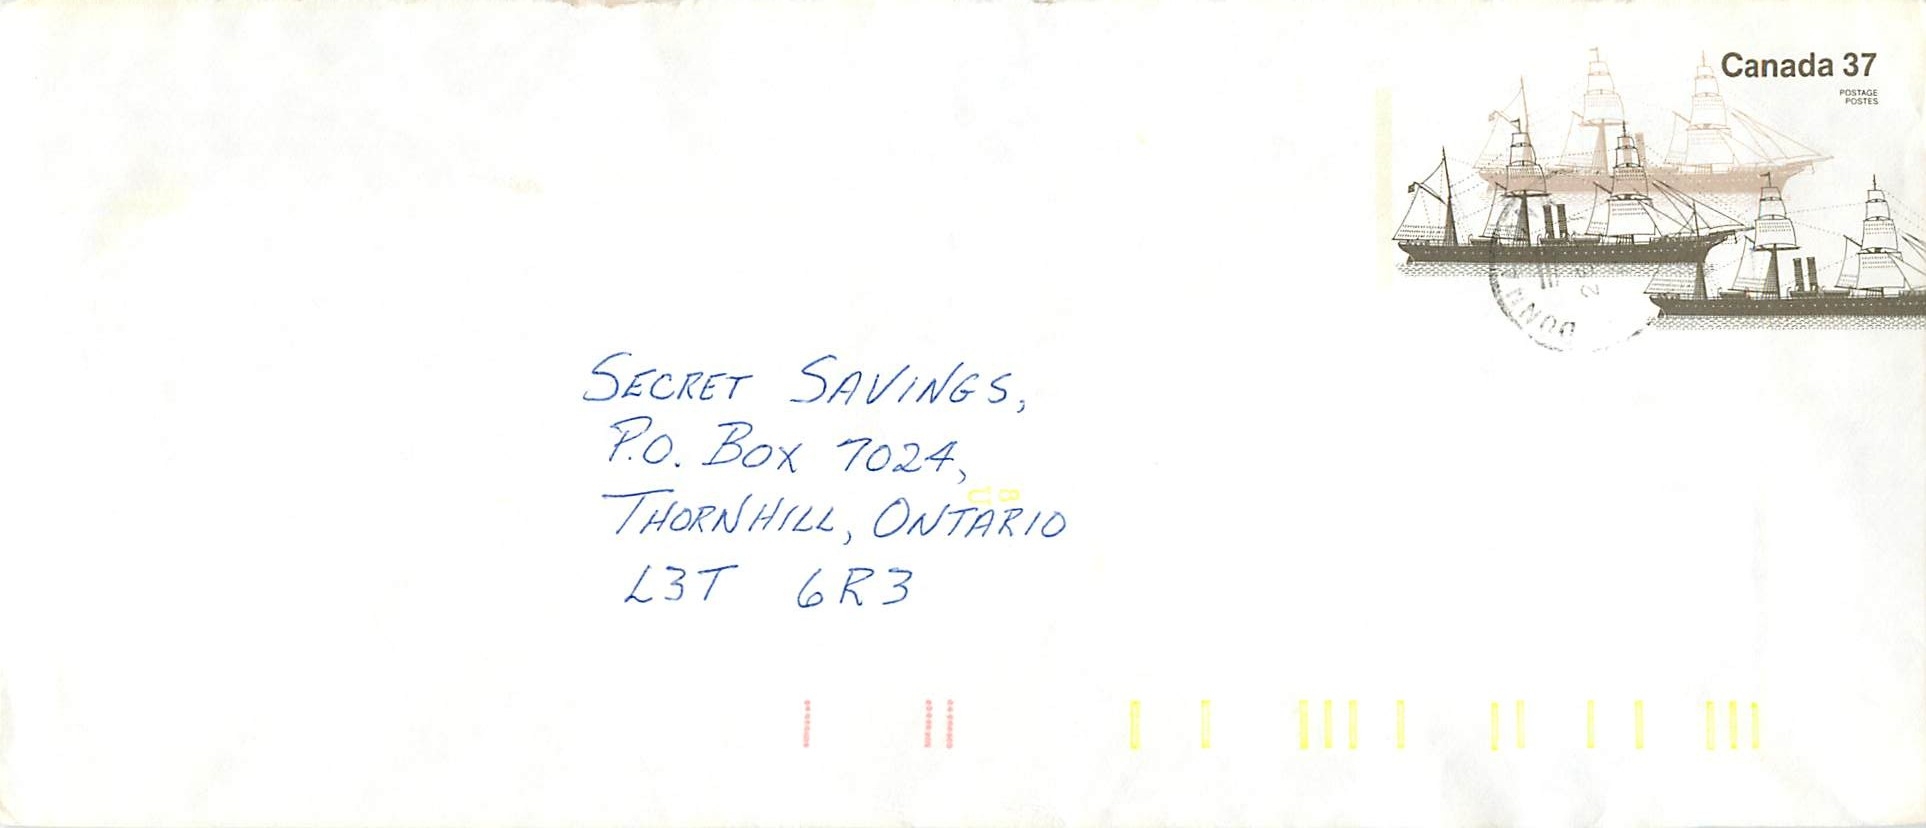 Canada 37
POSTAGE
POSTES
SECRET SAVINGS,
P.O. BOX 7024,
THORNHILL, ONTARIO
L3T 6R3